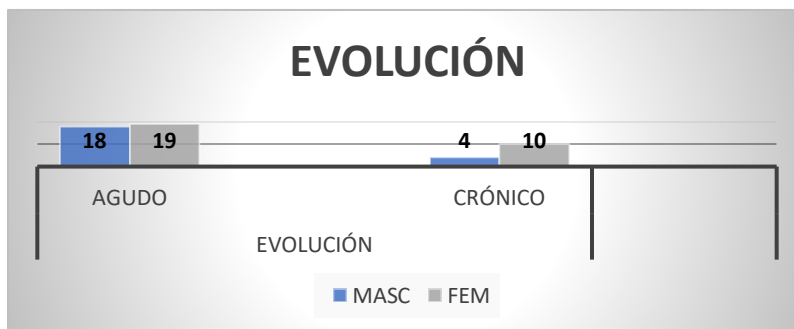 EVOLUCIÓN
18 19 4 10
AGUDO CRÓNICO
EVOLUCIÓN
MASC FEM